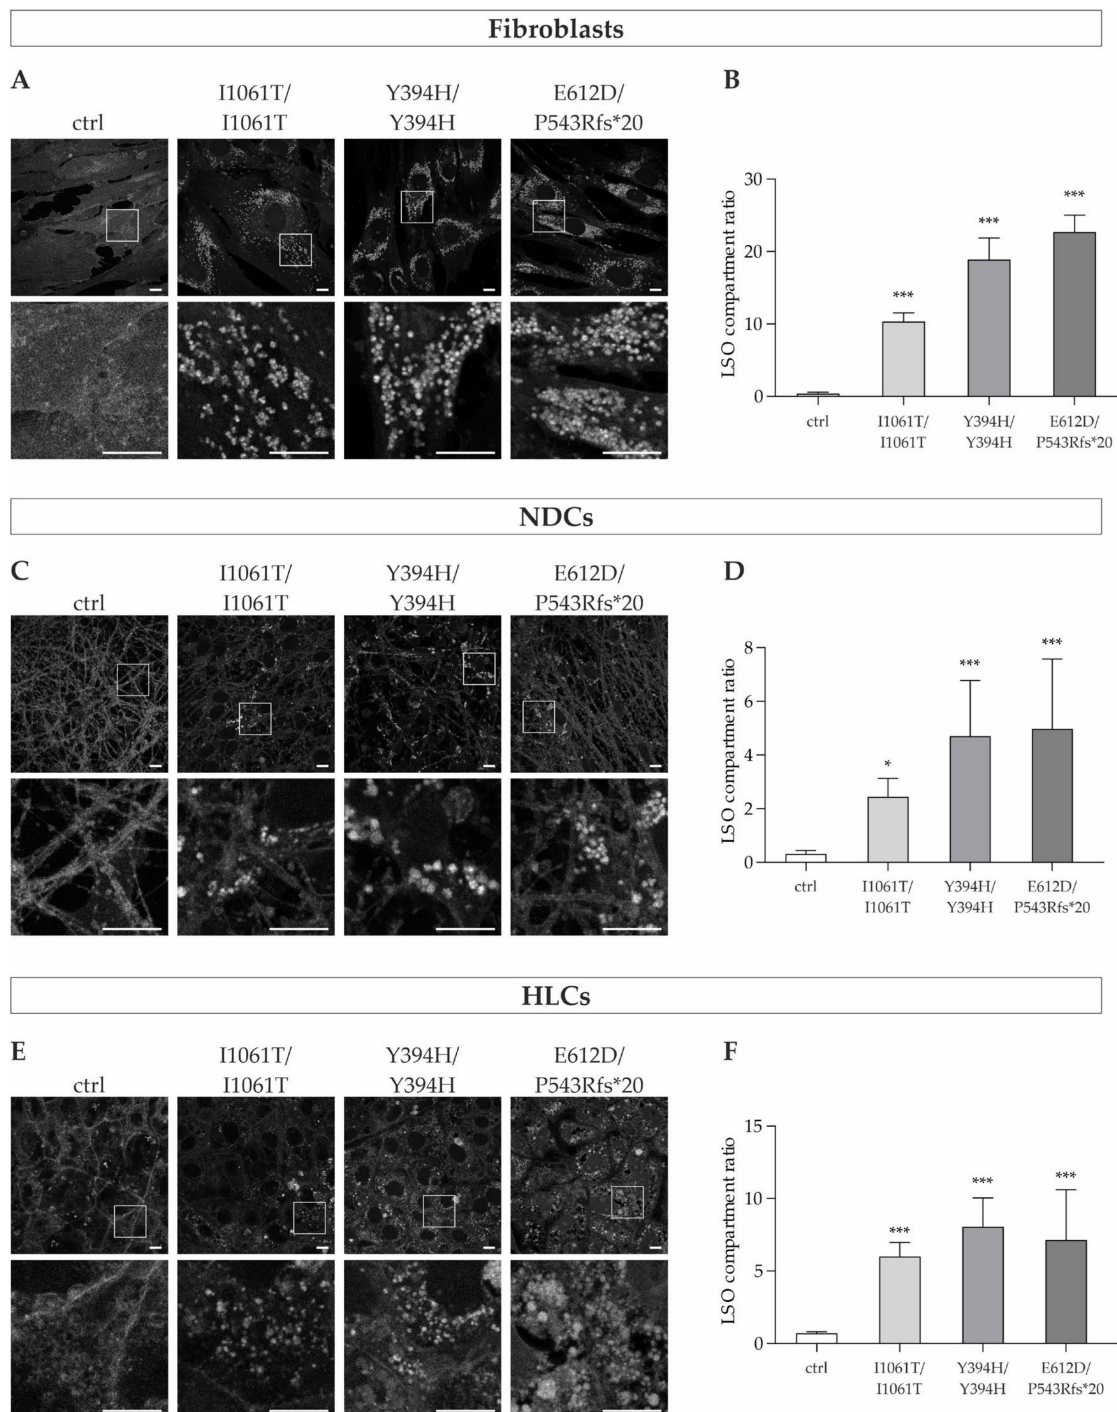 Fibroblasts
A
ctrl
I1061T/
I1061T
Y394H/
Y394H
E612D/
P543Rfs*20
B
LSO compartment ratio
30
20
10
0
***
***
***
ctrl
I1061T/
I1061T
Y394H/
Y394H
E612D/
P543Rfs*20
NDCs
C
ctrl
I1061T/
I1061T
Y394H/
Y394H
E612D/
P543Rfs*20
D
LSO compartment ratio
8
6
4
2
0
*
***
***
ctrl
I1061T/
I1061T
Y394H/
Y394H
E612D/
P543Rfs*20
HLCs
E
ctrl
I1061T/
I1061T
Y394H/
Y394H
E612D/
P543Rfs*20
F
LSO compartment ratio
15
10
5
0
***
***
***
ctrl
I1061T/
I1061T
Y394H/
Y394H
E612D/
P543Rfs*20